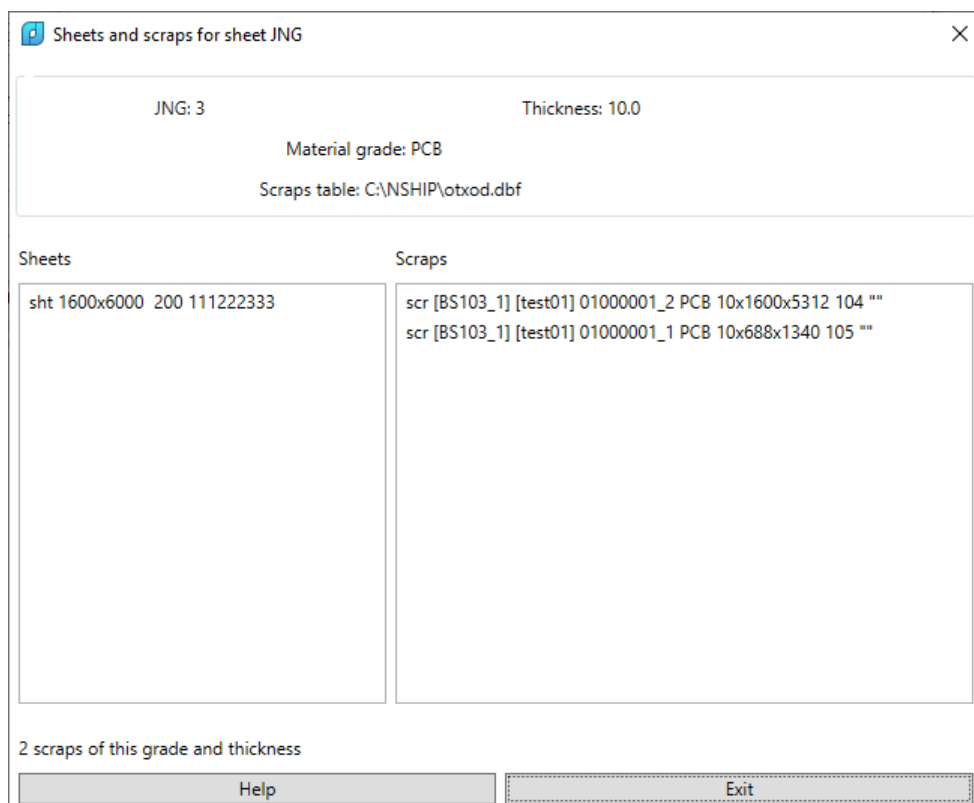 Sheets and scraps for sheet JNG
JNG: 3 Thickness: 10.0
Material grade: PCB
Scraps table: C:\NSHIP\otxod.dbf
Sheets Scraps
sht 1600x6000  200 111222333
scr [BS103_1] [test01] 01000001_2 PCB 10x1600x5312 104 ""
scr [BS103_1] [test01] 01000001_1 PCB 10x688x1340 105 ""
2 scraps of this grade and thickness
Help Exit